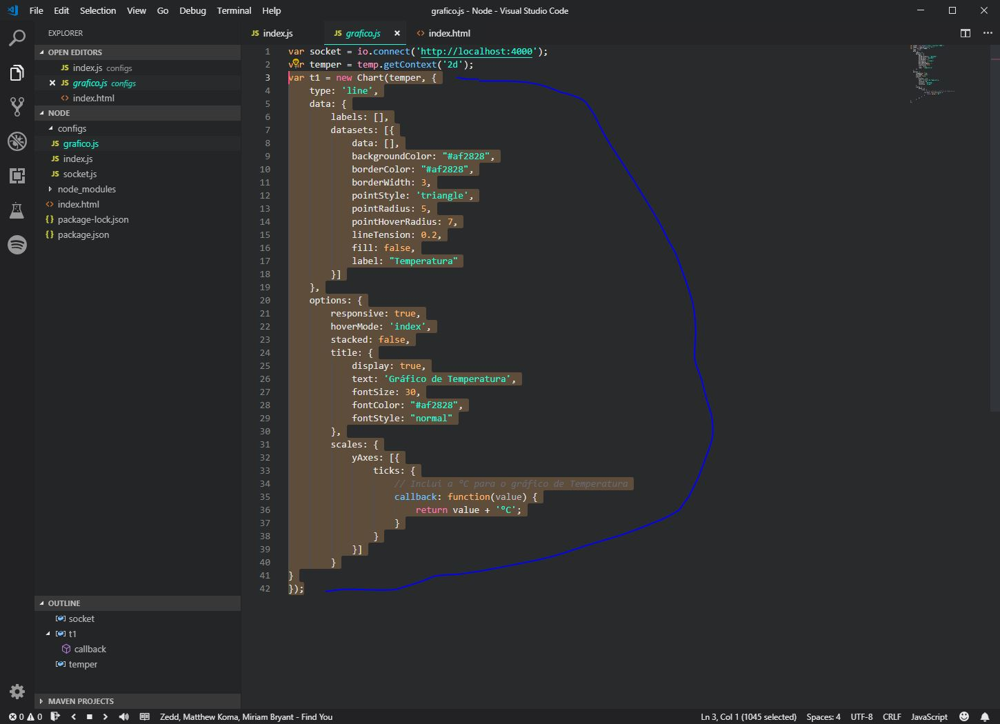 File Edit Selection View Go Debug Terminal Help
grafico.js - Node - Visual Studio Code
EXPLORER
OPEN EDITORS
JS index.js configs
JS grafico.js configs
<> index.html
NODE
configs
JS grafico.js
JS index.js
JS socket.js
node_modules
<> index.html
{} package-lock.json
{} package.json
OUTLINE
socket
t1
callback
temper
MAVEN PROJECTS
JS index.js
JS grafico.js
<> index.html
1 var socket = io.connect('http://localhost:4000');
2 var temper = temp.getContext('2d');
3 var t1 = new Chart(temper, {
4 type: 'line',
5 data: {
6 labels: [],
7 datasets: [{
8 data: [],
9 backgroundColor: "#af2828",
10 borderColor: "#af2828",
11 borderWidth: 3,
12 pointStyle: 'triangle',
13 pointRadius: 5,
14 pointHoverRadius: 7,
15 lineTension: 0.2,
16 fill: false,
17 label: "Temperatura"
18 }]
19 },
20 options: {
21 responsive: true,
22 hoverMode: 'index',
23 stacked: false,
24 title: {
25 display: true,
26 text: 'Gráfico de Temperatura',
27 fontSize: 30,
28 fontColor: "#af2828",
29 fontStyle: "normal"
30 },
31 scales: {
32 yAxes: [{
33 ticks: {
34 // Inclui a ºC para o gráfico de Temperatura
35 callback: function(value) {
36 return value + 'ºC';
37 }
38 }
39 }]
40 }
41 }
42 });
0 0
Zedd, Matthew Koma, Miriam Bryant - Find You
Ln 3, Col 1 (1045 selected) Spaces: 4 UTF-8 CRLF JavaScript